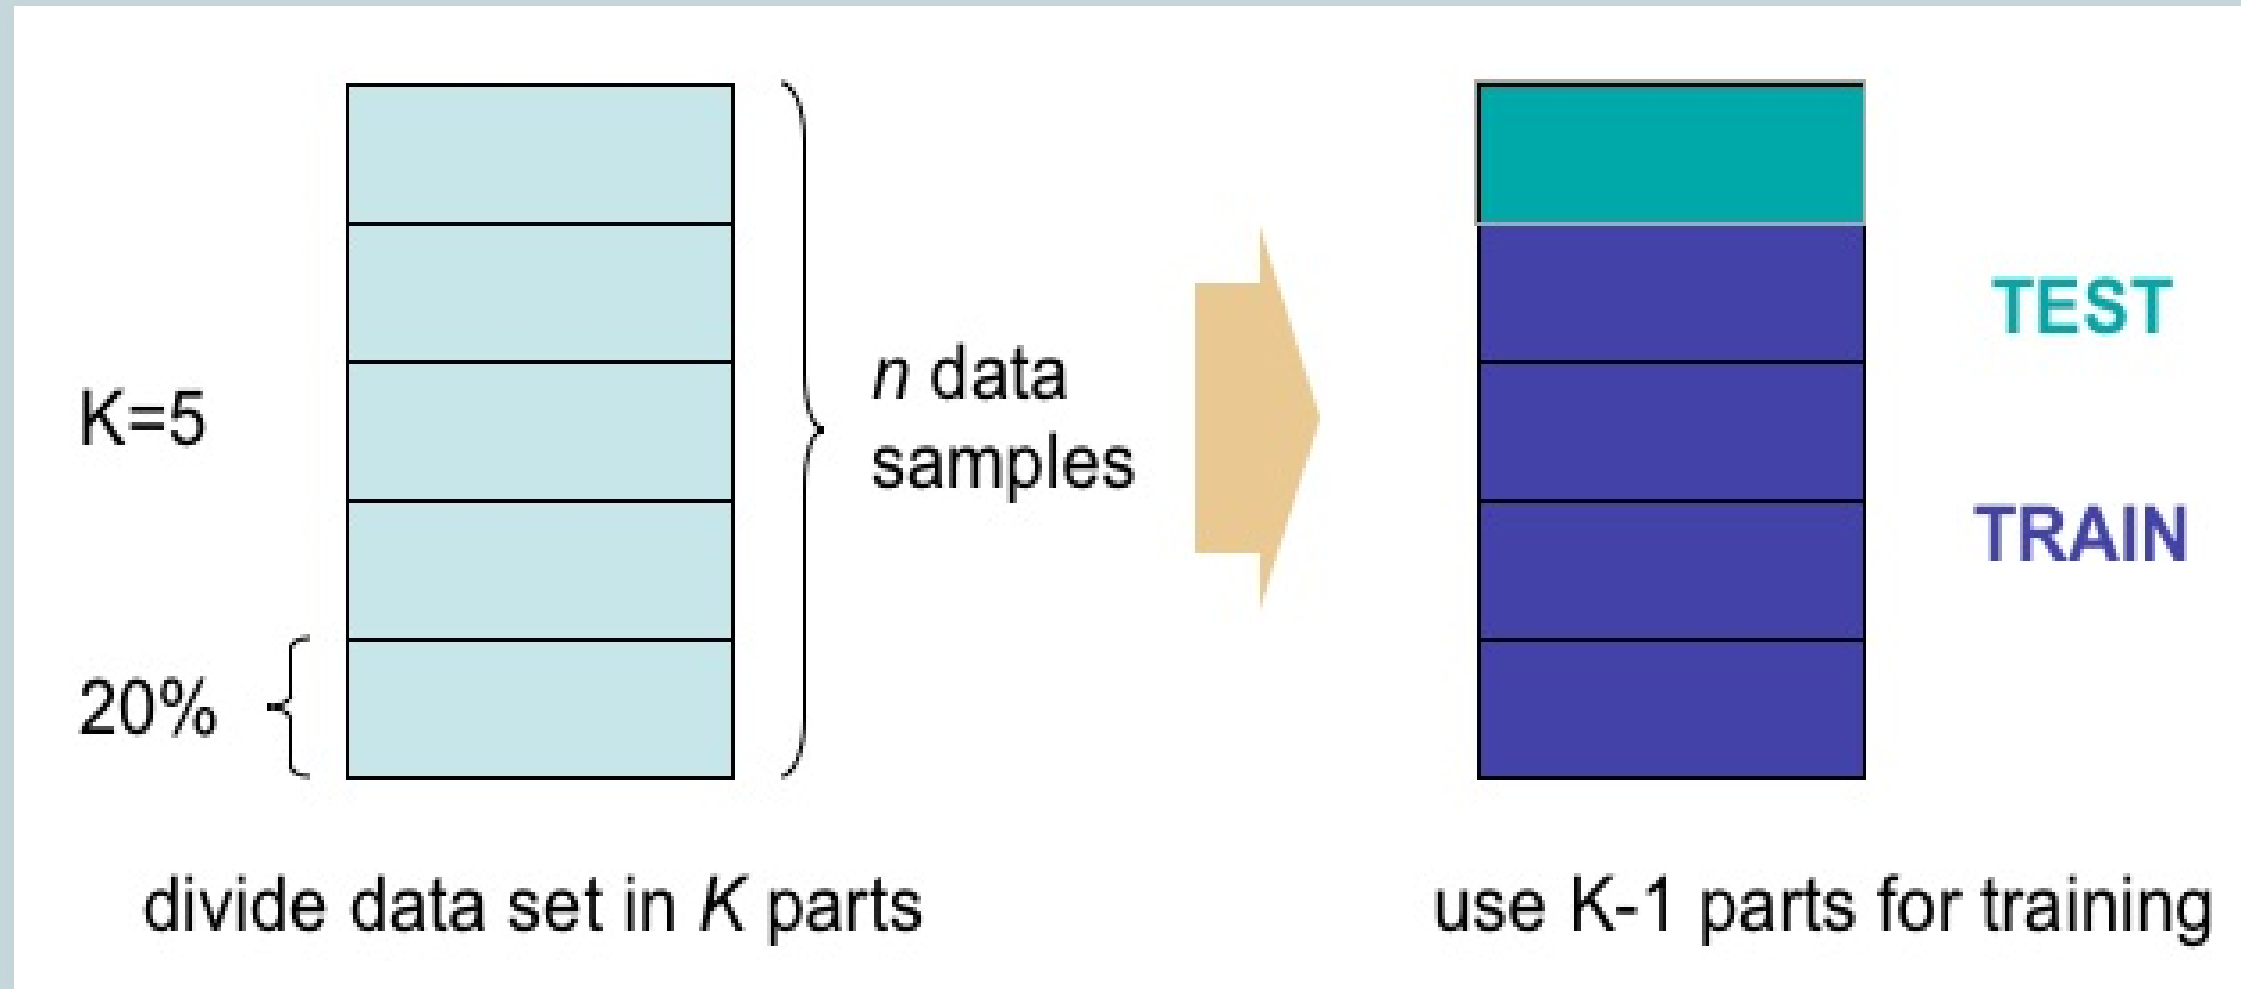 K=5
20%
n data
samples
TEST
TRAIN
divide data set in K parts
use K-1 parts for training